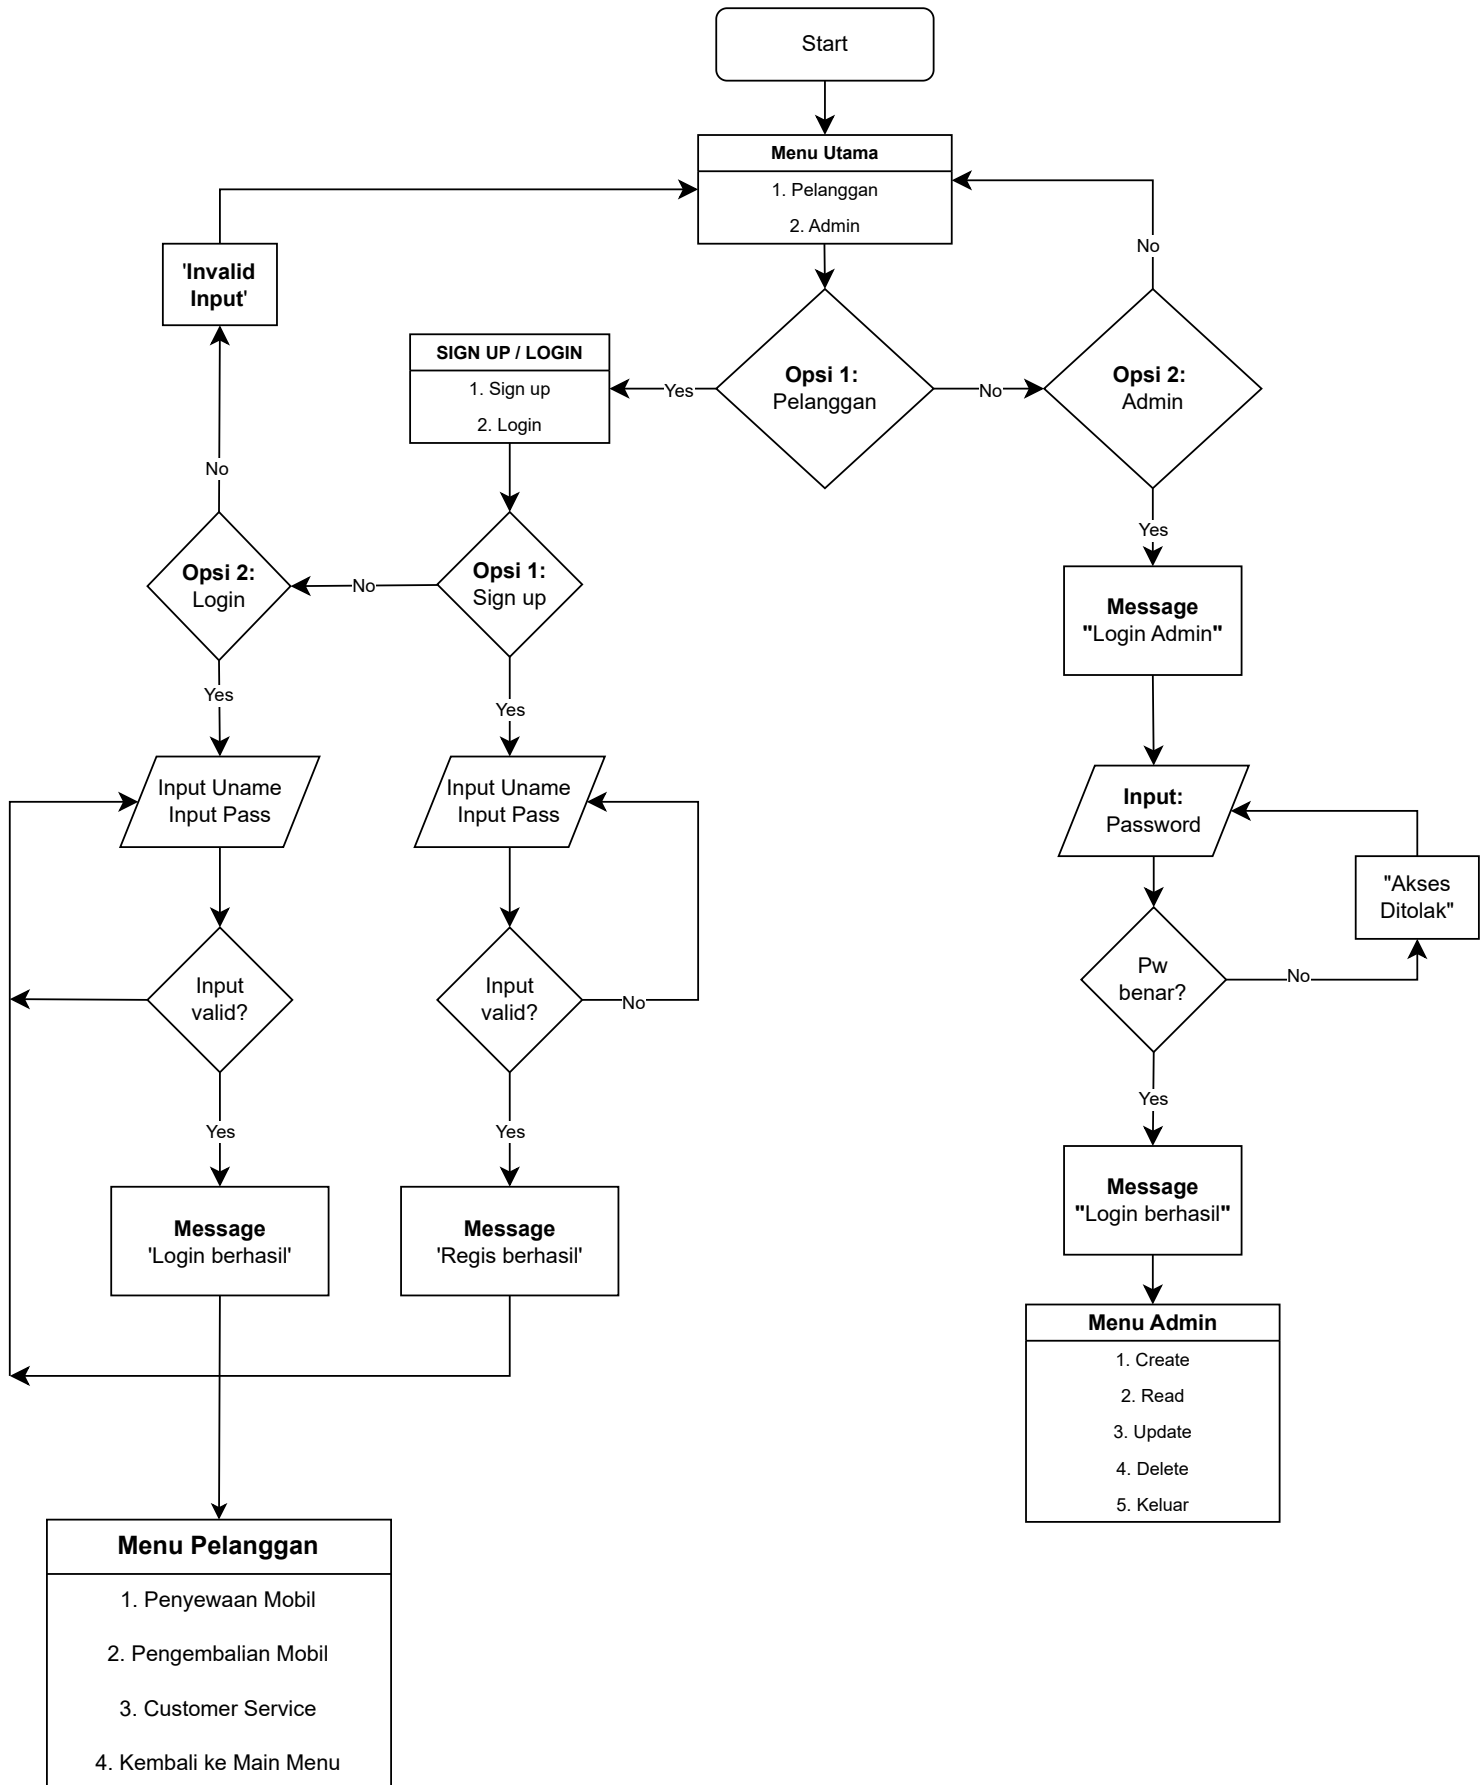 Start
Menu Utama
1. Pelanggan
2. Admin
No
'Invalid
Input'
SIGN UP / LOGIN
1. Sign up
2. Login
Yes
Opsi 1:
Pelanggan
No
Opsi 2:
Admin
No
Yes
Opsi 2:
Login
No
Opsi 1:
Sign up
Message
"Login Admin"
Yes
Yes
Input Uname
Input Pass
Input Uname
Input Pass
Input:
Password
"Akses
Ditolak"
Pw
benar?
No
Input
valid?
Input
valid?
No
Yes
Yes
Yes
Message
'Login berhasil'
Message
'Regis berhasil'
Message
"Login berhasil"
Menu Admin
1. Create
2. Read
3. Update
4. Delete
5. Keluar
Menu Pelanggan
1. Penyewaan Mobil
2. Pengembalian Mobil
3. Customer Service
4. Kembali ke Main Menu